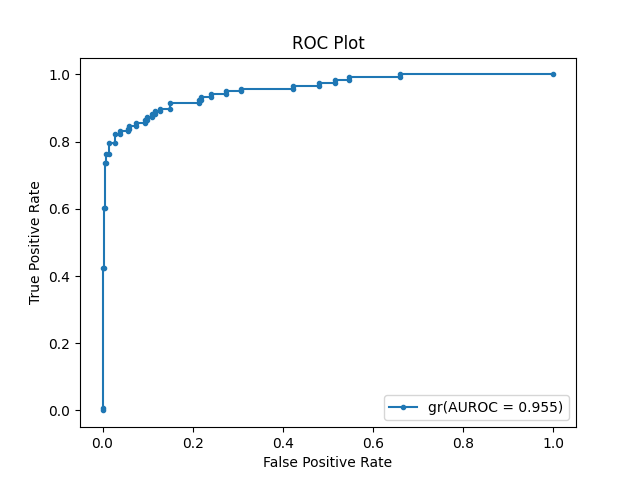 ROC Plot
1.0
0.8
0.6
0.4
0.2
0.0
True Positive Rate
gr(AUROC = 0.955)
0.0 0.2 0.4 0.6 0.8 1.0
False Positive Rate